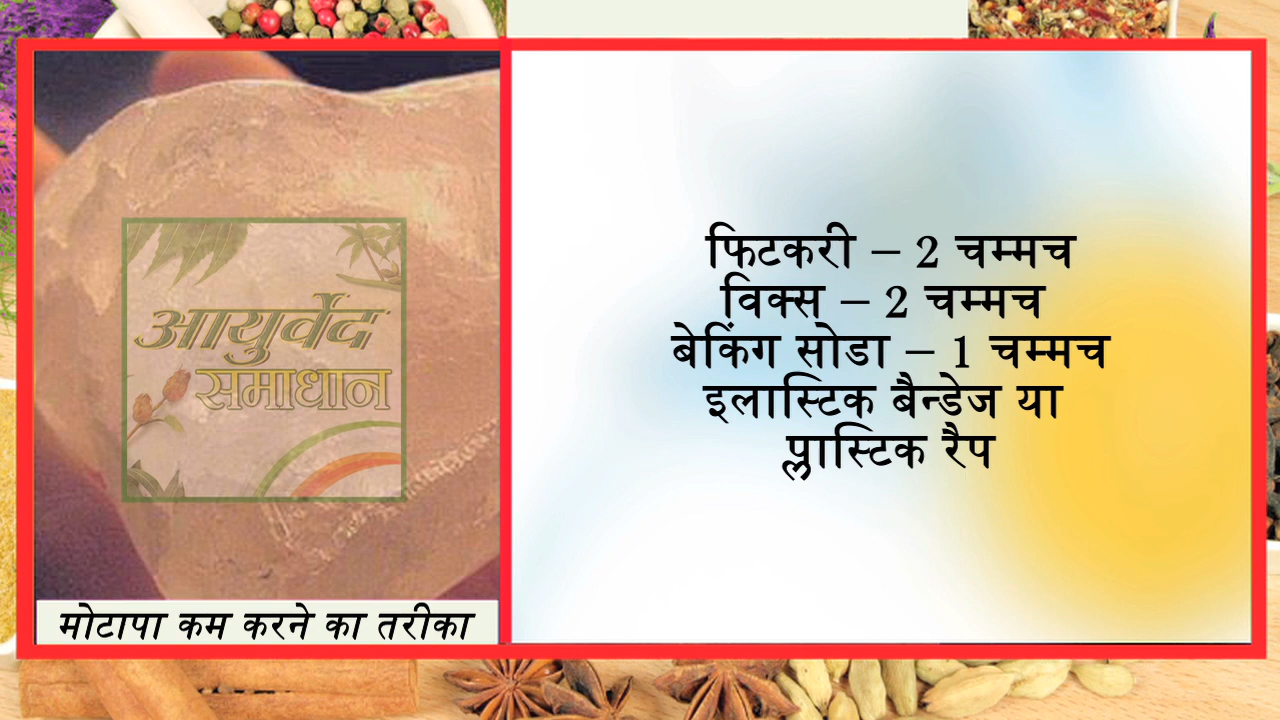 फिटकरी – 2 चम्मच
विक्स – 2 चम्मच
बेकिंग सोडा – 1 चम्मच
इलास्टिक बैन्डेज या
प्लास्टिक रैप
आयुर्वेद
समाधान
मोटापा कम करने का तरीका